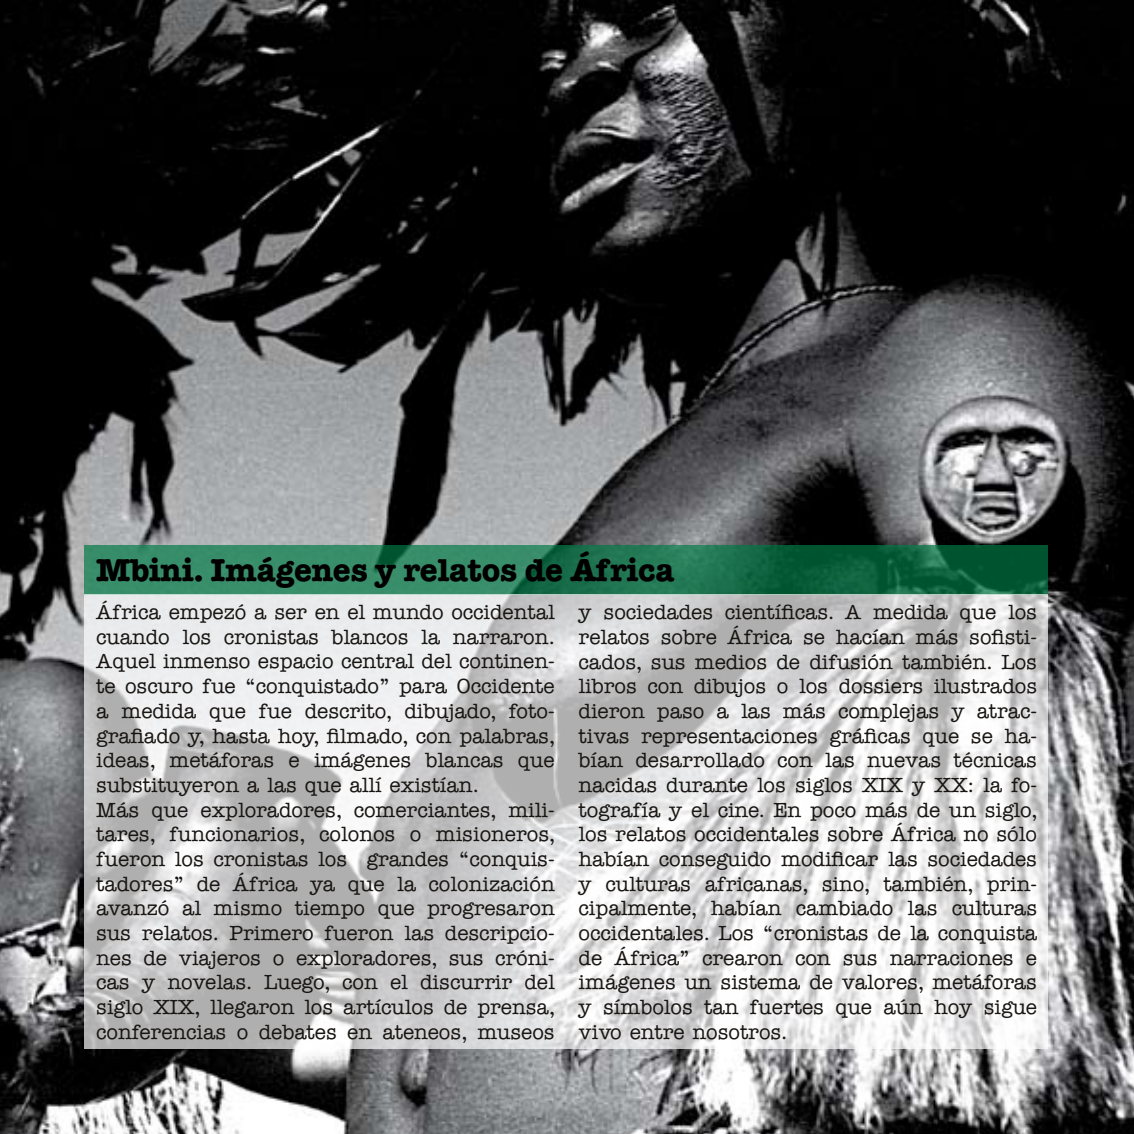 Mbini. Imágenes y relatos de África
África empezó a ser en el mundo occidental
cuando los cronistas blancos la narraron.
Aquel inmenso espacio central del continen-
te oscuro fue “conquistado” para Occidente
a medida que fue descrito, dibujado, foto-
grafiado y, hasta hoy, filmado, con palabras,
ideas, metáforas e imágenes blancas que
substituyeron a las que allí existían.
Más que exploradores, comerciantes, mili-
tares, funcionarios, colonos o misioneros,
fueron los cronistas los grandes “conquis-
tadores” de África ya que la colonización
avanzó al mismo tiempo que progresaron
sus relatos. Primero fueron las descripcio-
nes de viajeros o exploradores, sus cróni-
cas y novelas. Luego, con el discurrir del
siglo XIX, llegaron los artículos de prensa,
conferencias o debates en ateneos, museos
y sociedades científicas. A medida que los
relatos sobre África se hacían más sofisti-
cados, sus medios de difusión también. Los
libros con dibujos o los dossiers ilustrados
dieron paso a las más complejas y atrac-
tivas representaciones gráficas que se ha-
bían desarrollado con las nuevas técnicas
nacidas durante los siglos XIX y XX: la fo-
tografía y el cine. En poco más de un siglo,
los relatos occidentales sobre África no sólo
habían conseguido modificar las sociedades
y culturas africanas, sino, también, prin-
cipalmente, habían cambiado las culturas
occidentales. Los “cronistas de la conquista
de África” crearon con sus narraciones e
imágenes un sistema de valores, metáforas
y símbolos tan fuertes que aún hoy sigue
vivo entre nosotros.